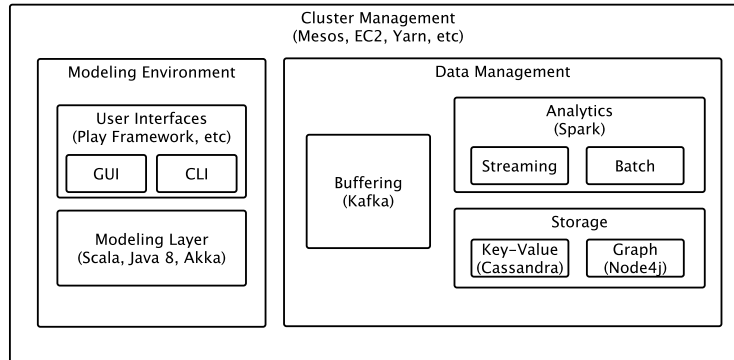 Cluster Management
(Mesos, EC2, Yarn, etc)
Modeling Environment
User Interfaces
(Play Framework, etc)
GUI
CLI
Modeling Layer
(Scala, Java 8, Akka)
Data Management
Buffering
(Kafka)
Analytics
(Spark)
Streaming
Batch
Storage
Key-Value
(Cassandra)
Graph
(Node4j)